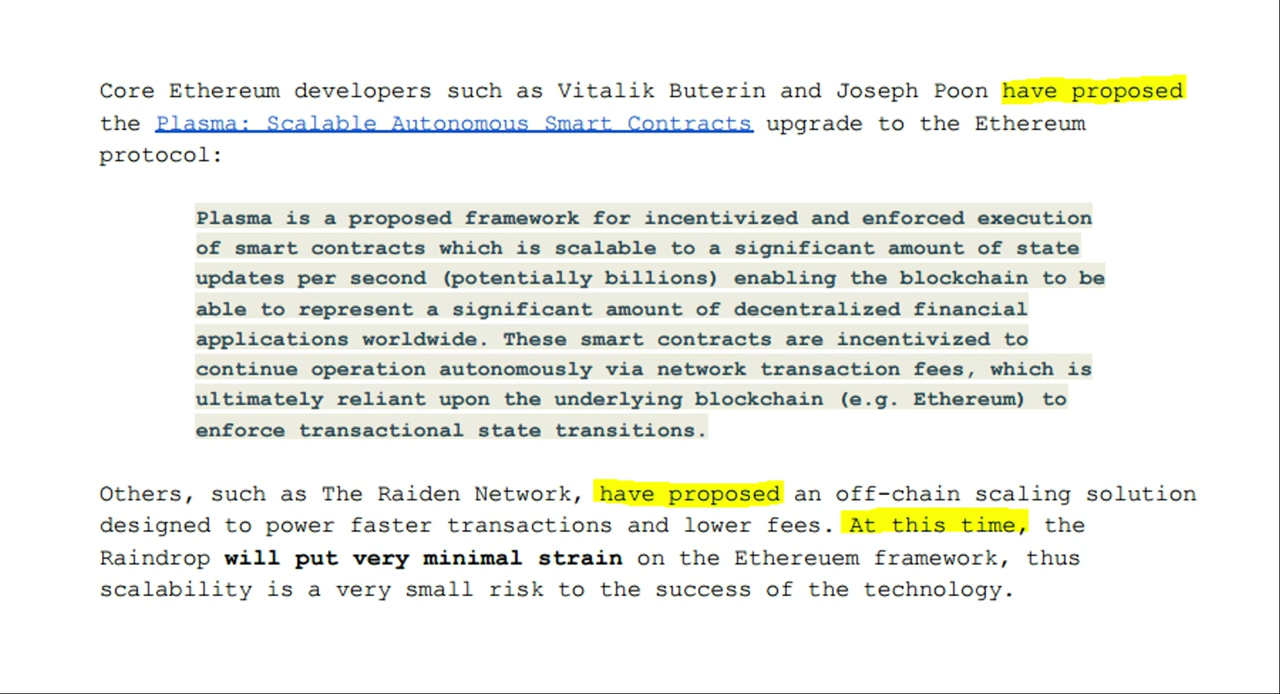 Core Ethereum developers such as Vitalik Buterin and Joseph Poon have proposed
the Plasma: Scalable Autonomous Smart Contracts upgrade to the Ethereum
protocol:
Plasma is a proposed framework for incentivized and enforced execution
of smart contracts which is scalable to a significant amount of state
updates per second (potentially billions) enabling the blockchain to be
able to represent a significant amount of decentralized financial
applications worldwide. These smart contracts are incentivized to
continue operation autonomously via network transaction fees, which is
ultimately reliant upon the underlying blockchain (e.g. Ethereum) to
enforce transactional state transitions.
Others, such as The Raiden Network, have proposed an off-chain scaling solution
designed to power faster transactions and lower fees. At this time, the
Raindrop will put very minimal strain on the Ethereuem framework, thus
scalability is a very small risk to the success of the technology.